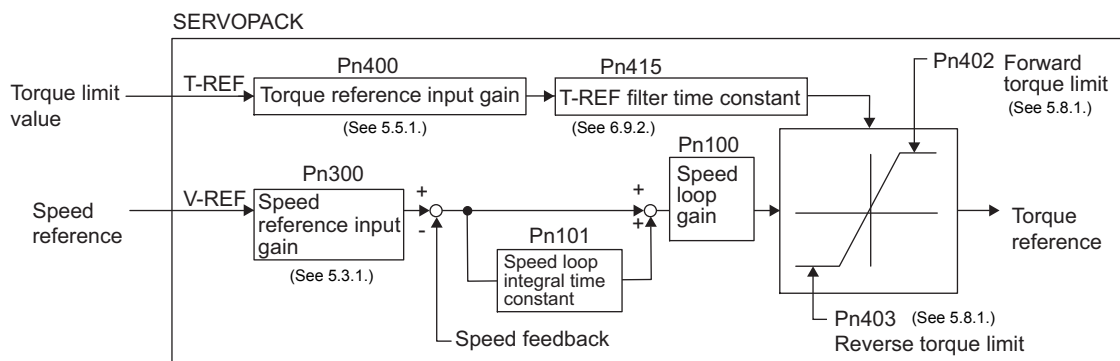 SERVOPACK
Torque limit
value
T-REF
Pn400
Torque reference input gain
(See 5.5.1.)
Pn415
T-REF filter time constant
(See 6.9.2.)
Pn402
Forward
torque limit
(See 5.8.1.)
Speed
reference
V-REF
Pn300
Speed
reference input
gain
(See 5.3.1.)
+
-
Pn101
Speed loop
integral time
constant
+
+
Pn100
Speed
loop
gain
Torque
reference
Speed feedback
Pn403
(See 5.8.1.)
Reverse torque limit